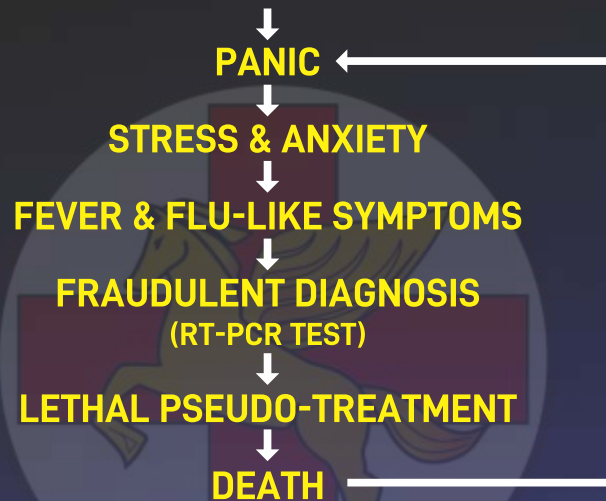 PANIC
STRESS & ANXIETY
FEVER & FLU-LIKE SYMPTOMS
FRAUDULENT DIAGNOSIS
(RT-PCR TEST)
LETHAL PSEUDO-TREATMENT
DEATH